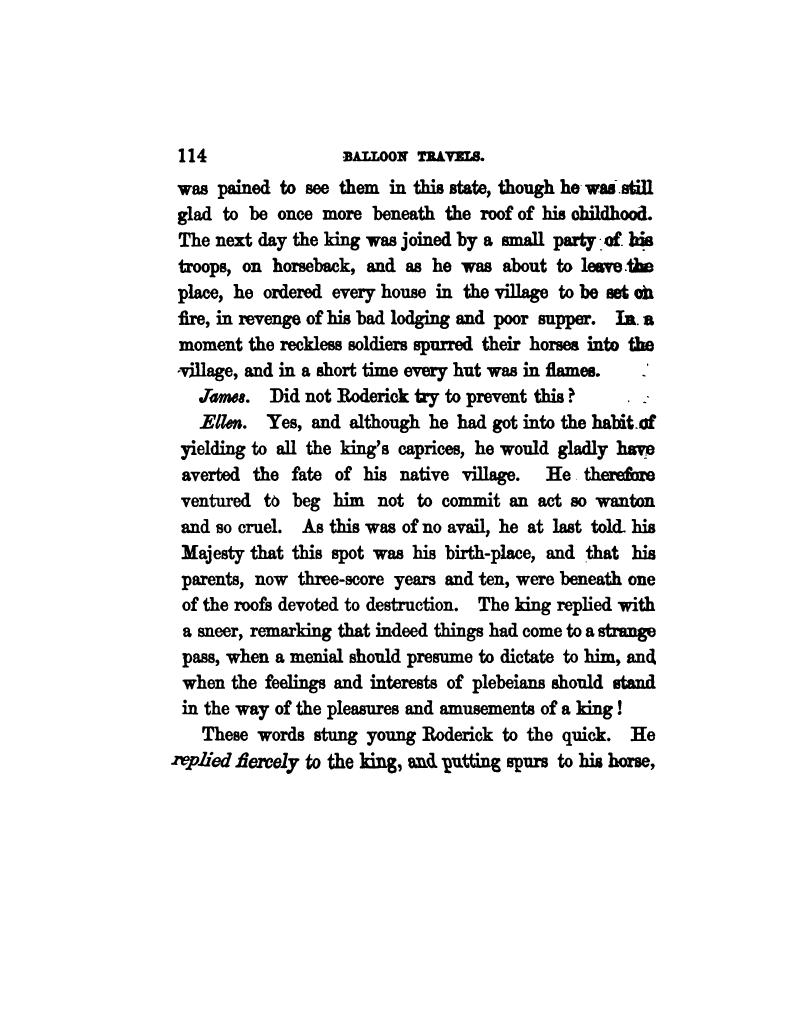 114 BALLOON TRAVELS.
was pained to see them in this state, though he was still
glad to be once more beneath the roof of his childhood.
The next day the king was joined by a small party of his
troops, on horseback, and as he was about to leave the
place, he ordered every house in the village to be set on
fire, in revenge of his bad lodging and poor supper. In a
moment the reckless soldiers spurred their horses into the
village, and in a short time every hut was in flames.
James. Did not Roderick try to prevent this?
Ellen. Yes, and although he had got into the habit of
yielding to all the king's caprices, he would gladly have
averted the fate of his native village. He therefore
ventured to beg him not to commit an act so wanton
and so cruel. As this was of no avail, he at last told his
Majesty that this spot was his birth-place, and that his
parents, now three-score years and ten, were beneath one
of the roofs devoted to destruction. The king replied with
a sneer, remarking that indeed things had come to a strange
pass, when a menial should presume to dictate to him, and
when the feelings and interests of plebeians should stand
in the way of the pleasures and amusements of a king!
These words stung young Roderick to the quick. He
replied fiercely to the king, and putting spurs to his horse,